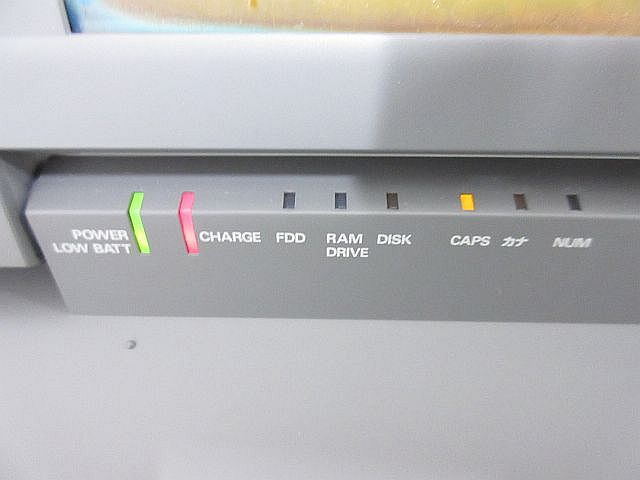 POWER
LOW BATT
CHARGE
FDD
RAM
DRIVE
DISK
CAPS
カナ
NUM